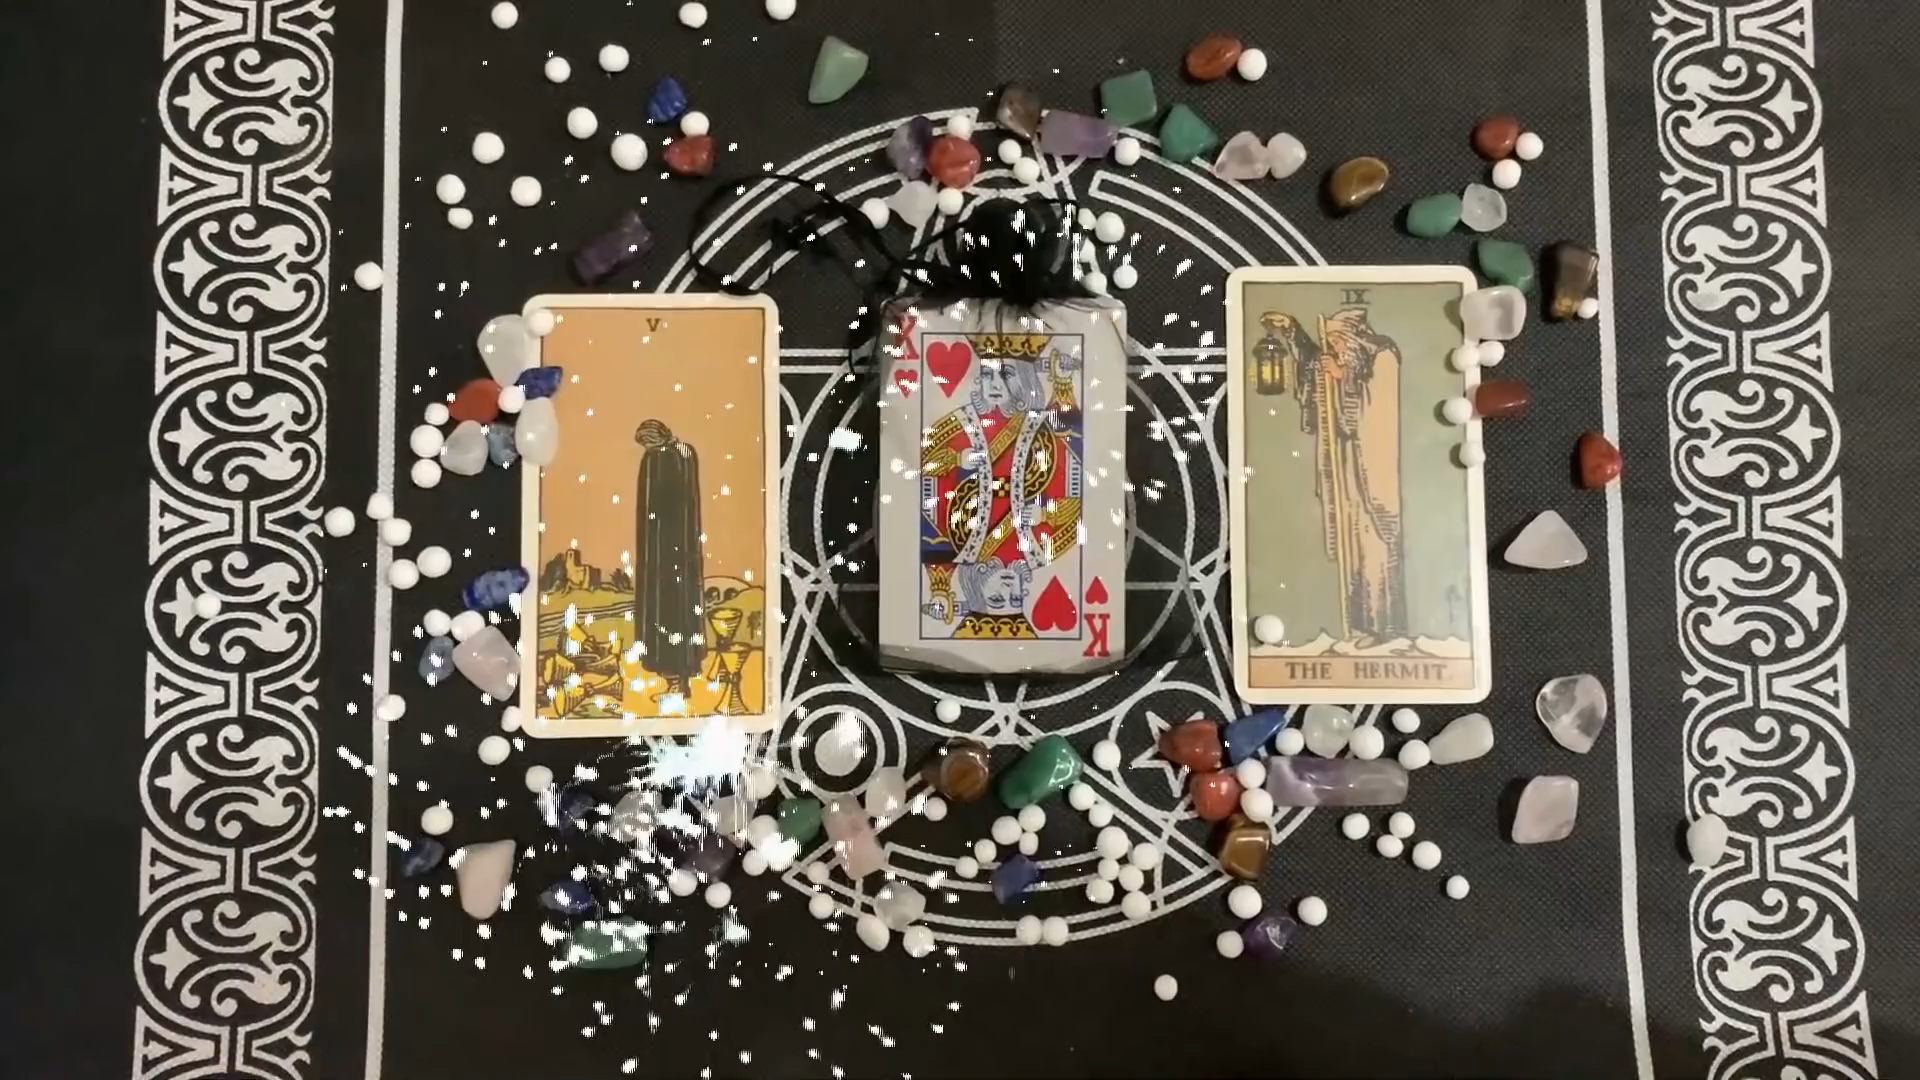 V
K
K
IX
THE HERMIT.